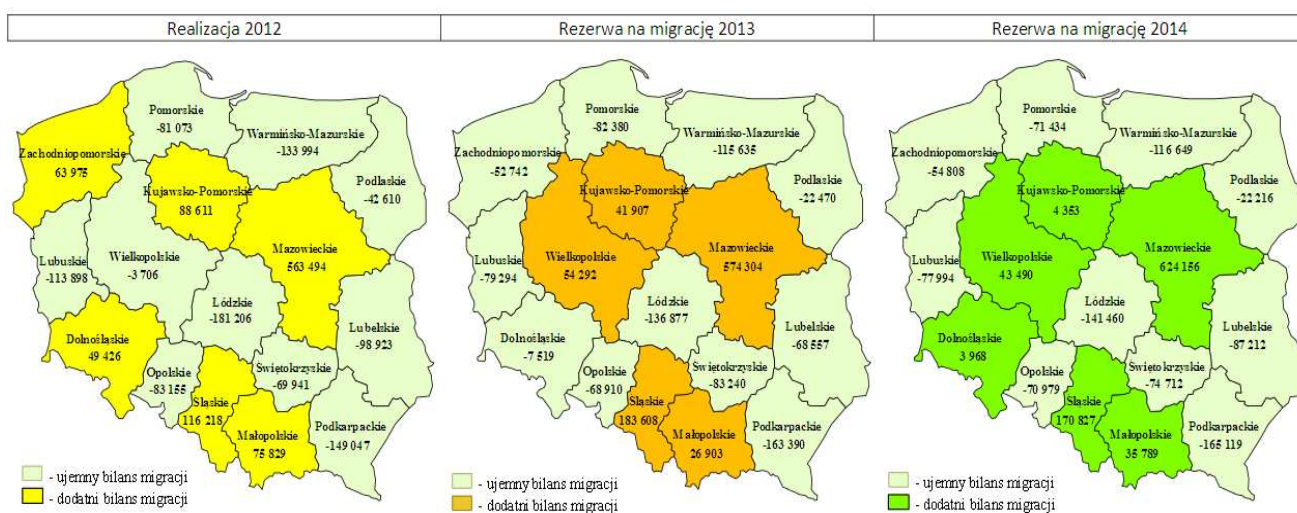 Realizacja 2012
Rezerwa na migrację 2013
Rezerwa na migrację 2014
Pomorskie
-81 073
Warmińsko-Mazurskie
-133 994
Zachodniopomorskie
63 975
Kujawsko-Pomorskie
88 611
Podlaskie
-42 610
Mazowieckie
563 494
Wielkopolskie
-3 706
Lubuskie
-113 898
Łódzkie
-181 206
Lubelskie
-98 923
Dolnośląskie
49 426
Opolskie
-83 155
Świętokrzyskie
-69 941
Śląskie
116 218
Małopolskie
75 829
Podkarpackie
-149 047
- ujemny bilans migracji
- dodatni bilans migracji
Pomorskie
-82 380
Warmińsko-Mazurskie
-115 635
Zachodniopomorskie
-52 742
Kujawsko-Pomorskie
41 907
Podlaskie
-22 470
Mazowieckie
574 304
Wielkopolskie
54 292
Lubuskie
-79 294
Łódzkie
-136 877
Lubelskie
-68 557
Dolnośląskie
-7 519
Opolskie
-68 910
Świętokrzyskie
-83 240
Śląskie
183 608
Małopolskie
26 903
Podkarpackie
-163 390
- ujemny bilans migracji
- dodatni bilans migracji
Pomorskie
-71 434
Warmińsko-Mazurskie
-116 649
Zachodniopomorskie
-54 808
Kujawsko-Pomorskie
4 353
Podlaskie
-22 216
Mazowieckie
624 156
Wielkopolskie
43 490
Lubuskie
-77 994
Łódzkie
-141 460
Lubelskie
-87 212
Dolnośląskie
3 968
Opolskie
-70 979
Świętokrzyskie
-74 712
Śląskie
170 827
Małopolskie
35 789
Podkarpackie
-165 119
- ujemny bilans migracji
- dodatni bilans migracji